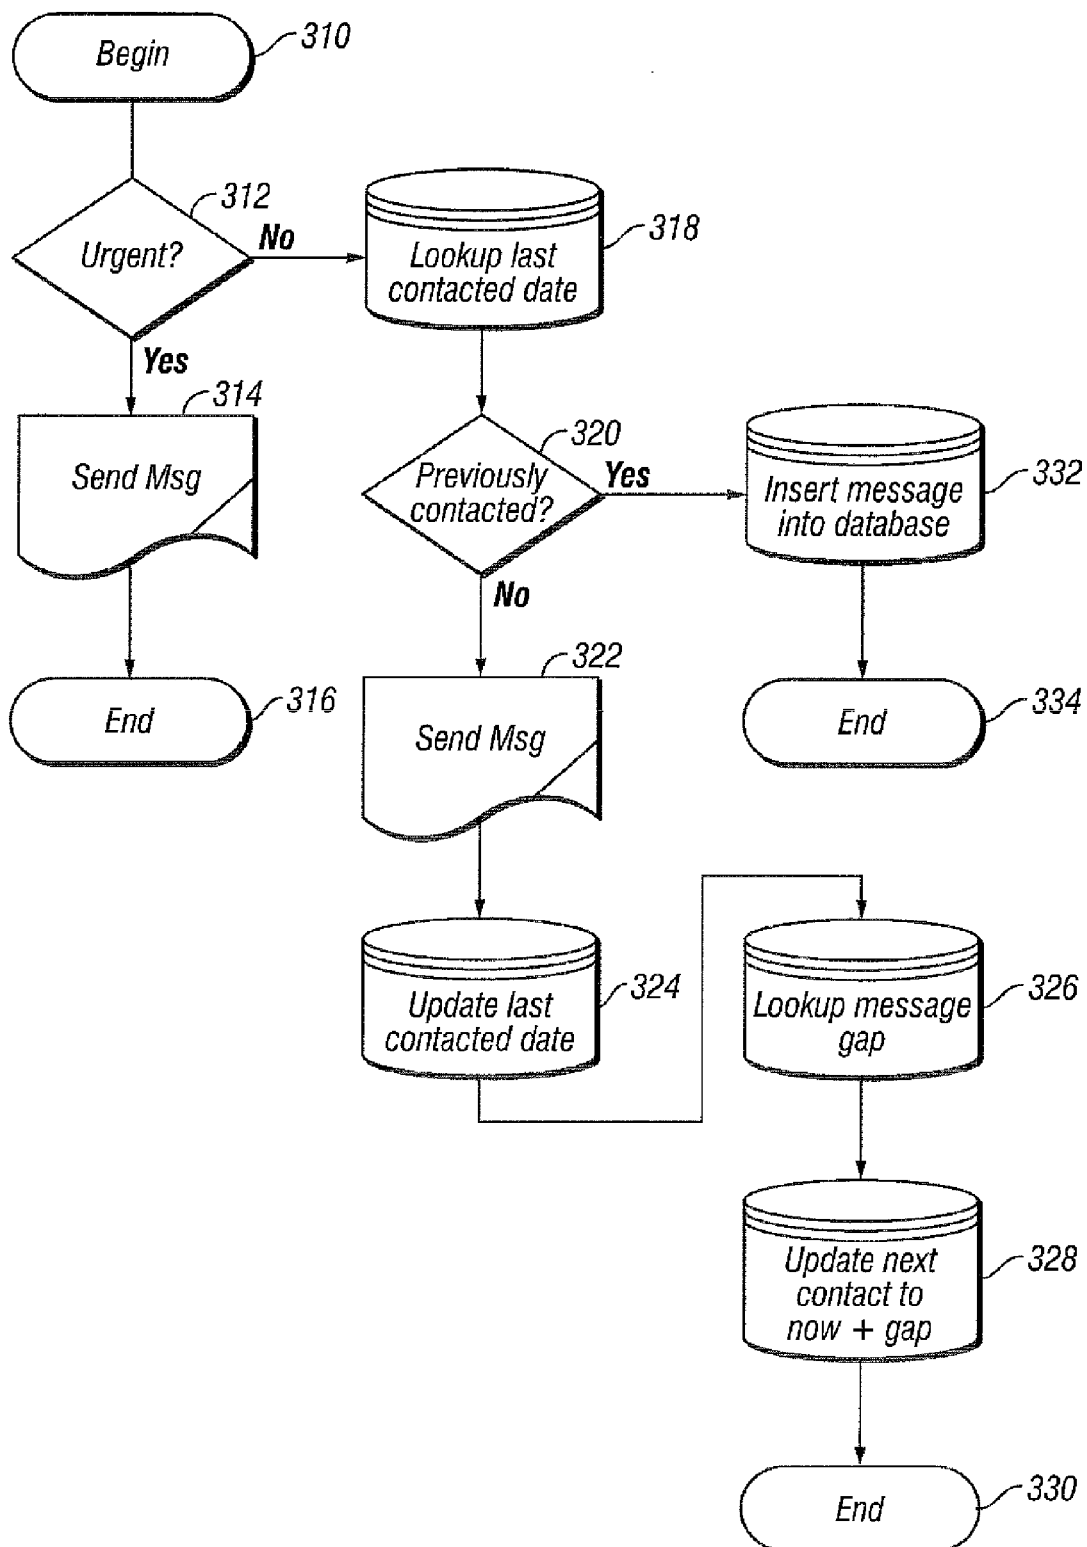 Begin
310
312
Urgent?
No
Yes
Lookup last
contacted date
318
314
Send Msg
End
316
320
Previously
contacted?
Yes
No
Insert message
into database
332
End
334
322
Send Msg
Update last
contacted date
324
Lookup message
gap
326
Update next
contact to
now + gap
328
End
330